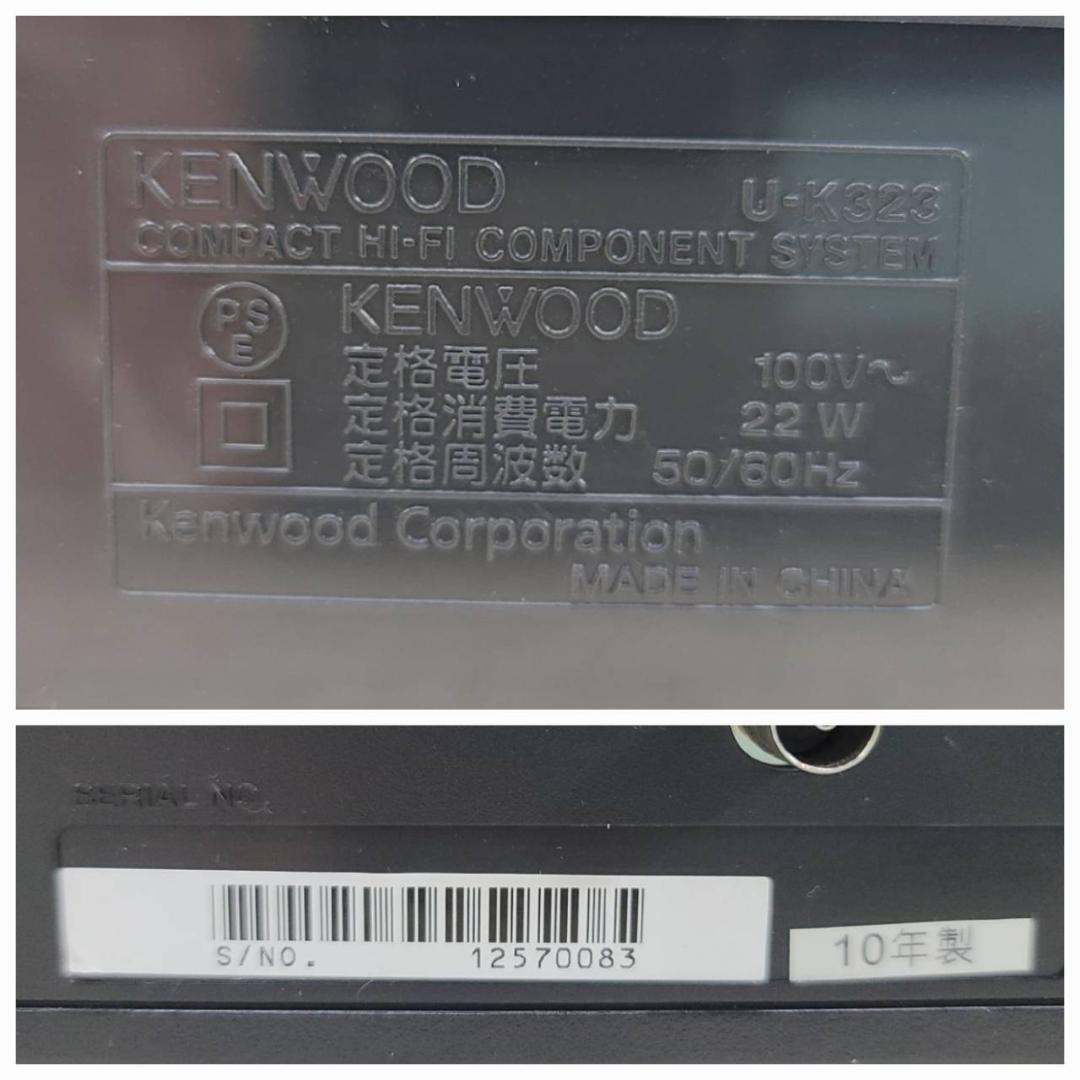 KENWOOD U-K323
COMPACT HI-FI COMPONENT SYSTEM
PSE KENWOOD
定格電圧 100V～
定格消費電力 22W
定格周波数 50/60Hz
Kenwood Corporation
MADE IN CHINA
SERIAL NO.
S/NO. 12570083
10年製